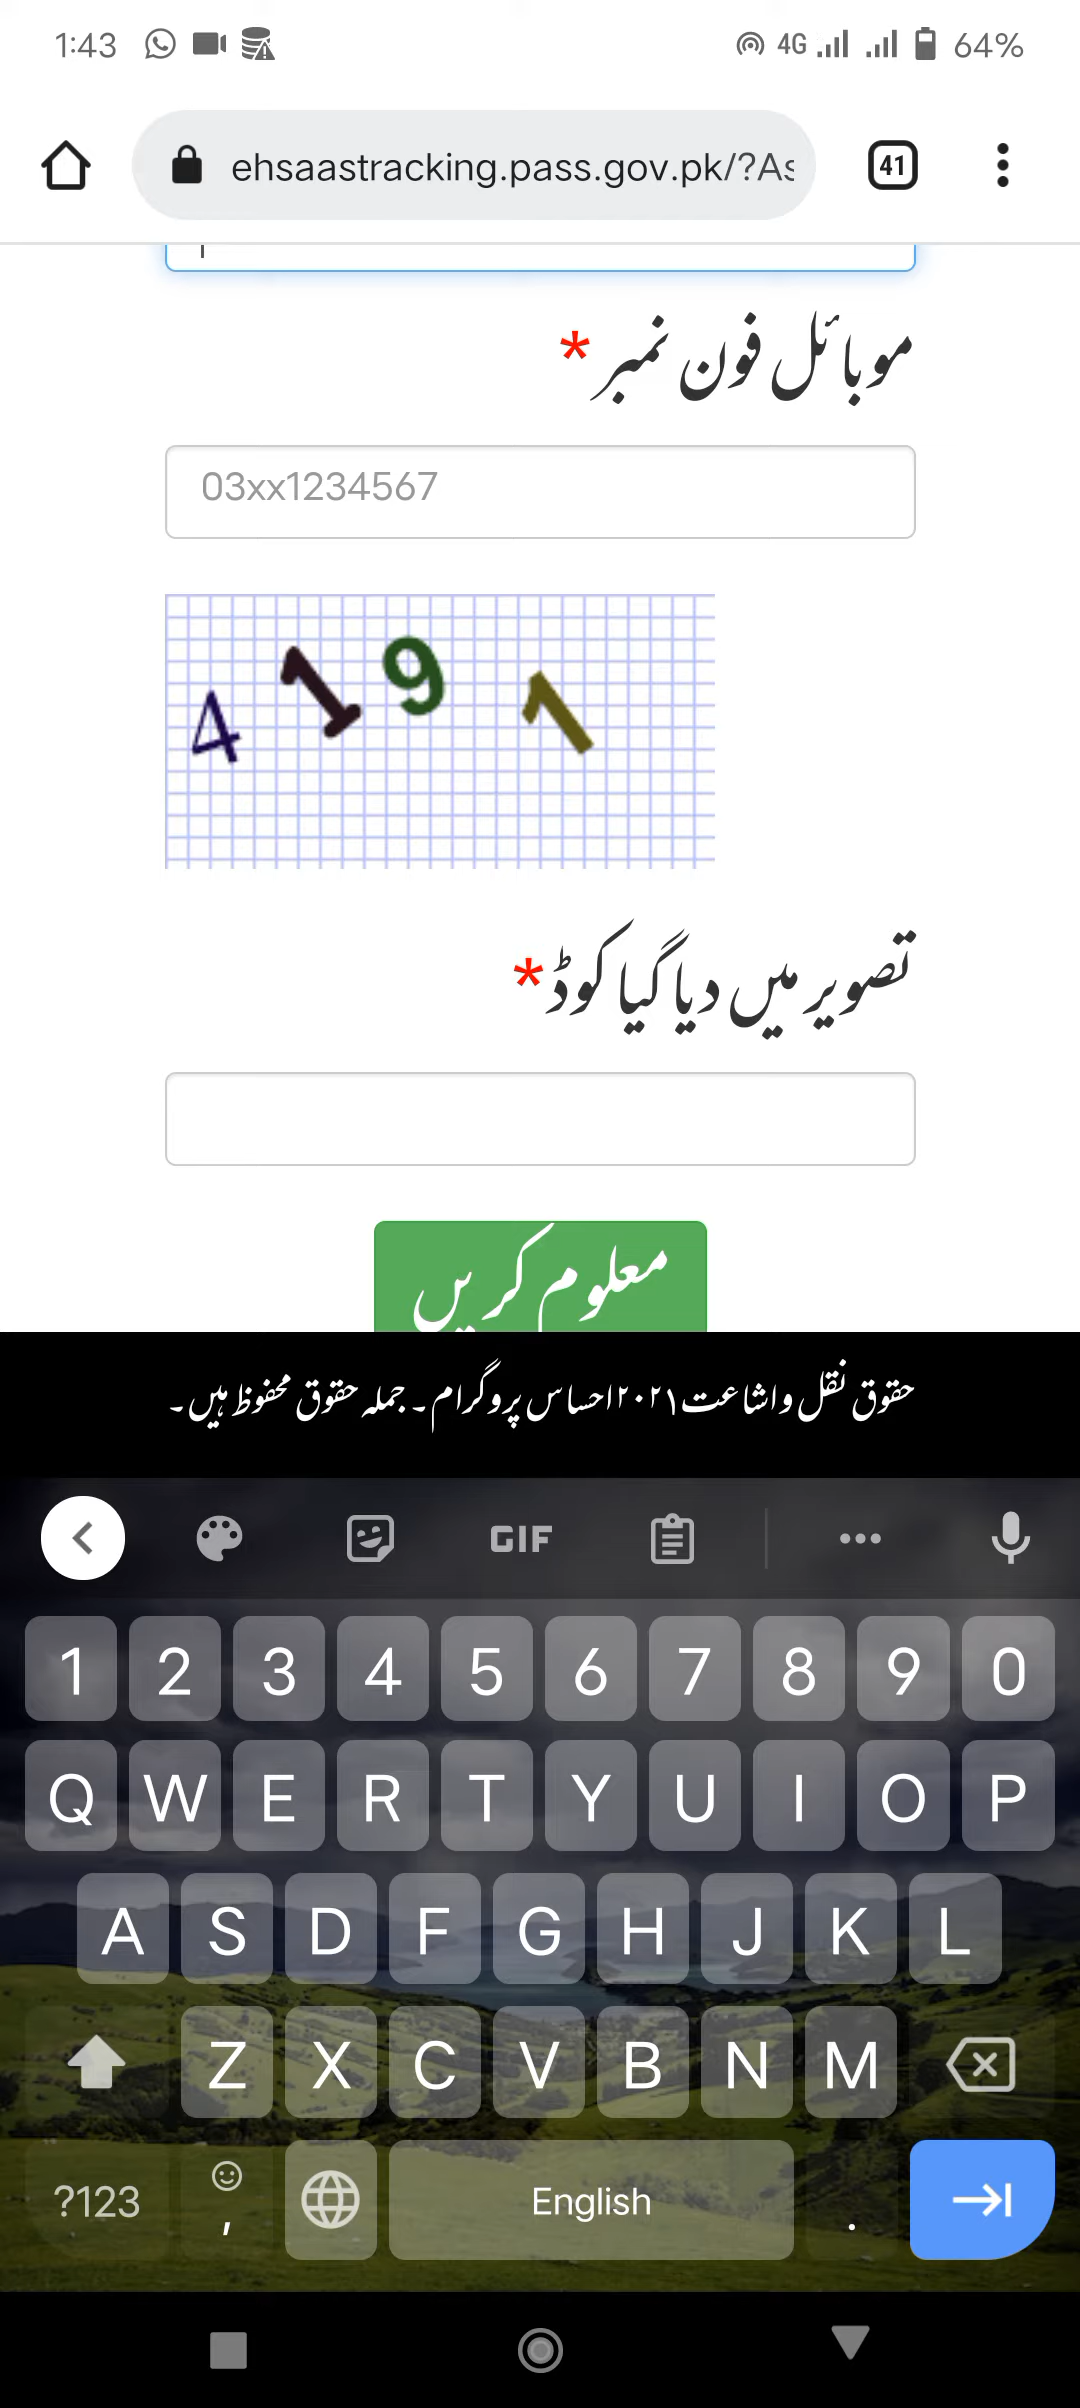 1:43 4G 64%
ehsaastracking.pass.gov.pk/?As 41
موبائل فون نمبر *
03xx1234567
4 1 9 1
تصویر میں دیا گیا کوڈ*
معلوم کریں
حقوق نقل و اشاعت ۲۰۲۱ احساس پروگرام۔ جملہ حقوق محفوظ ہیں۔
GIF
1 2 3 4 5 6 7 8 9 0
Q W E R T Y U I O P
A S D F G H J K L
Z X C V B N M
?123 , English .